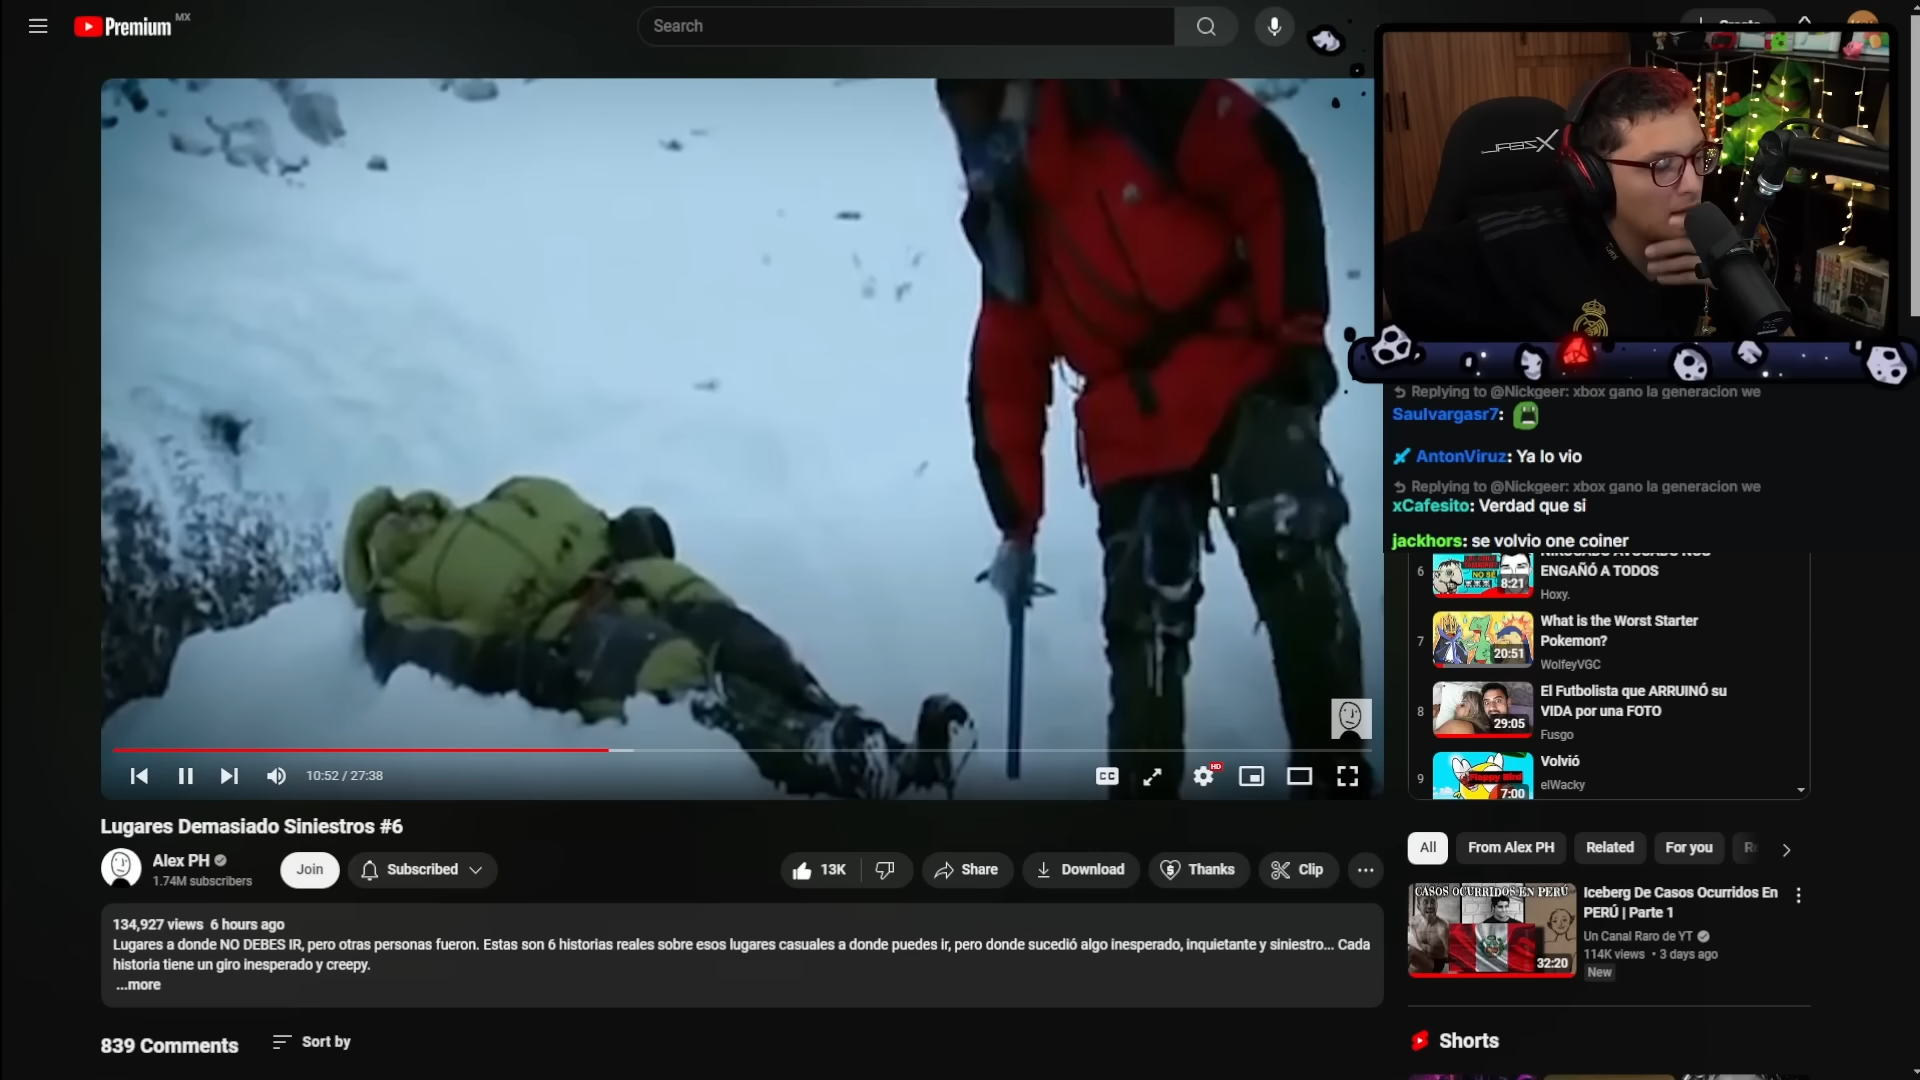 Premium MX
Search
Create
Replying to @Nickgeer: xbox gano la generacion we
Saulvargasr7:
AntonViruz: Ya lo vio
Replying to @Nickgeer: xbox gano la generacion we
xCafesito: Verdad que si
jackhors: se volvio one coiner
6
ENGAÑÓ A TODOS
8:21
Hoxy.
7
What is the Worst Starter
Pokemon?
20:51
WolfeyVGC
8
El Futbolista que ARRUINÓ su
VIDA por una FOTO
29:05
Fusgo
9
Volvió
Flappy Bird
7:00
elWacky
10:52 / 27:38
CC
HD
Lugares Demasiado Siniestros #6
Alex PH
1.74M subscribers
Join
Subscribed
13K
Share
Download
Thanks
Clip
134,927 views 6 hours ago
Lugares a donde NO DEBES IR, pero otras personas fueron. Estas son 6 historias reales sobre esos lugares casuales a donde puedes ir, pero donde sucedió algo inesperado, inquietante y siniestro... Cada
historia tiene un giro inesperado y creepy.
...more
839 Comments
Sort by
All
From Alex PH
Related
For you
CASOS OCURRIDOS EN PERÚ
32:20
Iceberg De Casos Ocurridos En
PERÚ | Parte 1
Un Canal Raro de YT
114K views • 3 days ago
New
Shorts